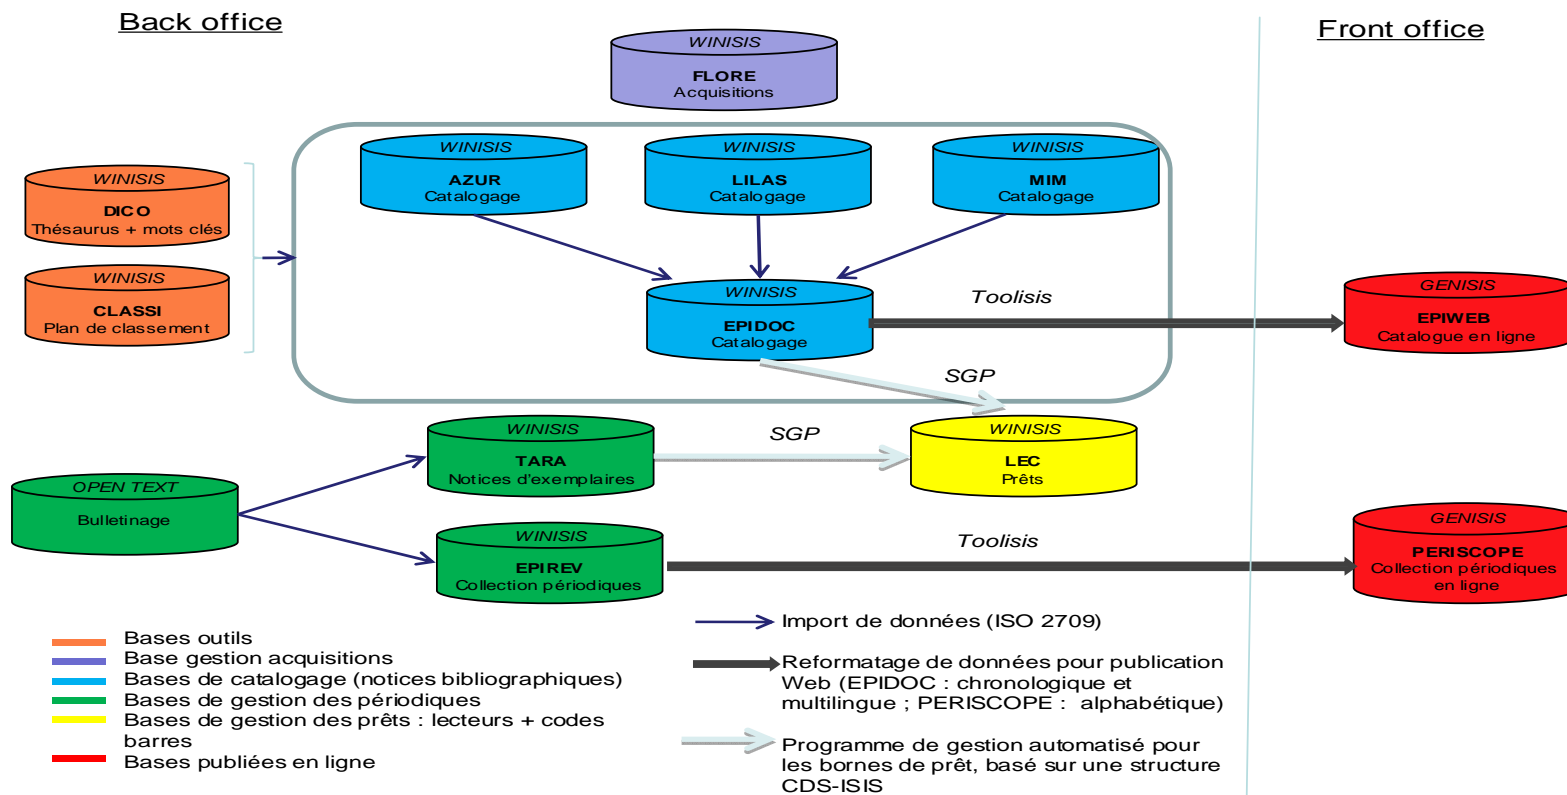 Back office
Front office
WINISIS
FLORE
Acquisitions
WINISIS
AZUR
Catalogage
WINISIS
LILAS
Catalogage
WINISIS
MIM
Catalogage
WINISIS
DICO
Thésaurus + mots clés
WINISIS
CLASSI
Plan de classement
WINISIS
EPIDOC
Catalogage
Toolisis
GENISIS
EPIWEB
Catalogue en ligne
SGP
WINISIS
TARA
Notices d'exemplaires
SGP
WINISIS
LEC
Prêts
OPEN TEXT
Bulletinage
WINISIS
EPIREV
Collection périodiques
Toolisis
GENISIS
PERISCOPE
Collection périodiques
en ligne
Bases outils
Base gestion acquisitions
Bases de catalogage (notices bibliographiques)
Bases de gestion des périodiques
Bases de gestion des prêts : lecteurs + codes
barres
Bases publiées en ligne
Import de données (ISO 2709)
Reformatage de données pour publication
Web (EPIDOC : chronologique et
multilingue ; PERISCOPE : alphabétique)
Programme de gestion automatisé pour
les bornes de prêt, basé sur une structure
CDS-ISIS